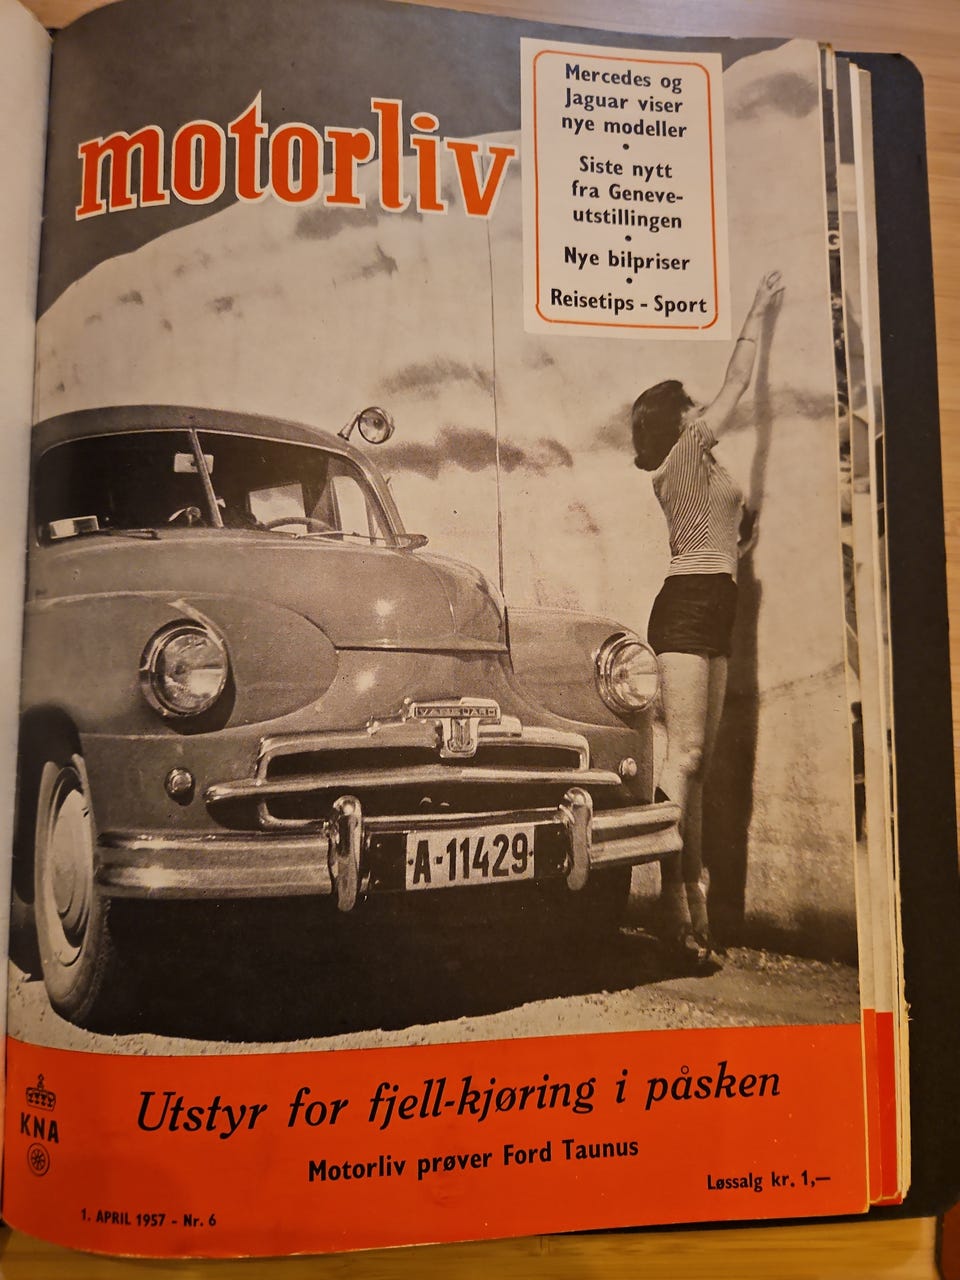 motorliv
Mercedes og
Jaguar viser
nye modeller
•
Siste nytt
fra Geneve-
utstillingen
•
Nye bilpriser
•
Reisetips - Sport
VANGUARD
A-11429
Utstyr for fjell-kjøring i påsken
KNA
Motorliv prøver Ford Taunus
Løssalg kr. 1,—
1. APRIL 1957 - Nr. 6